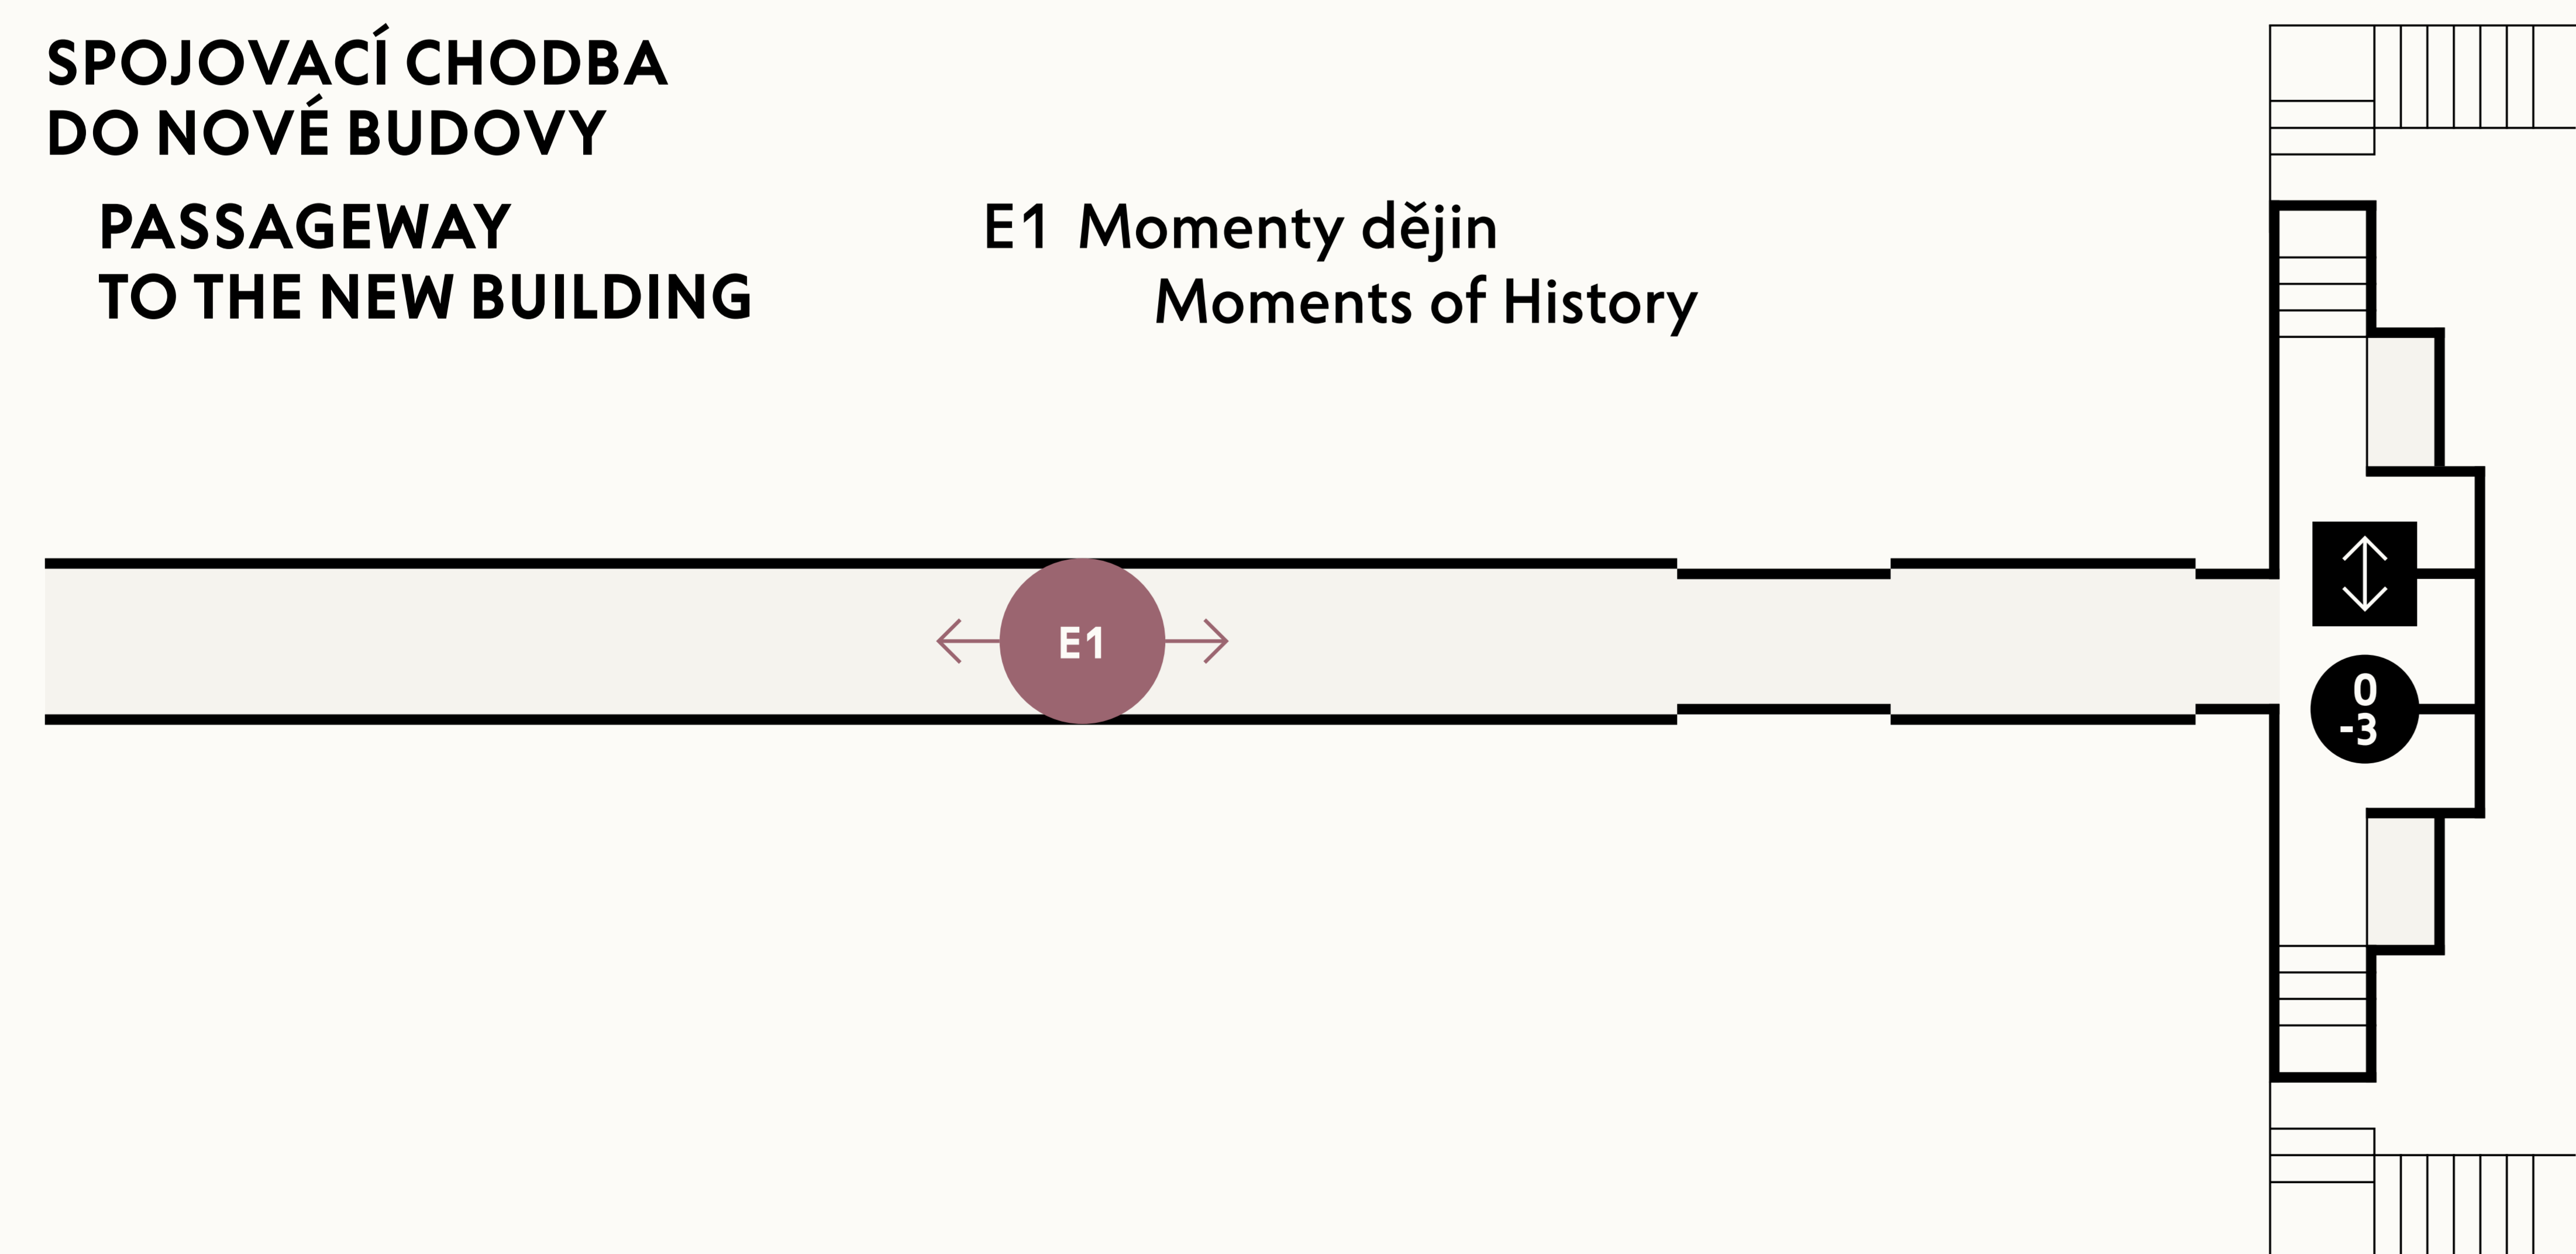 SPOJOVACÍ CHODBA
DO NOVÉ BUDOVY
PASSAGEWAY
TO THE NEW BUILDING
E1 Momenty dějin
Moments of History
E1
0
-3